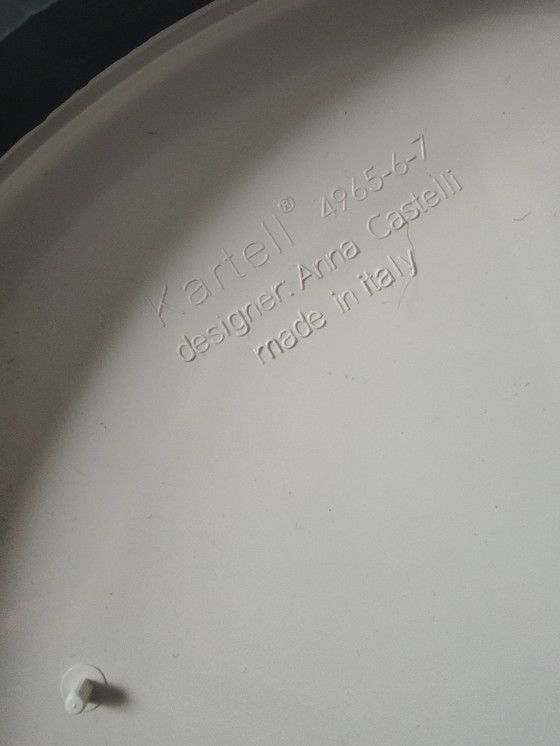 Kartell® 4965-6-7
designer: Anna Castelli
made in italy